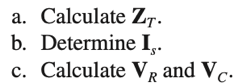 a. Calculate Z_T.
b. Determine I_s.
c. Calculate V_R and V_C.